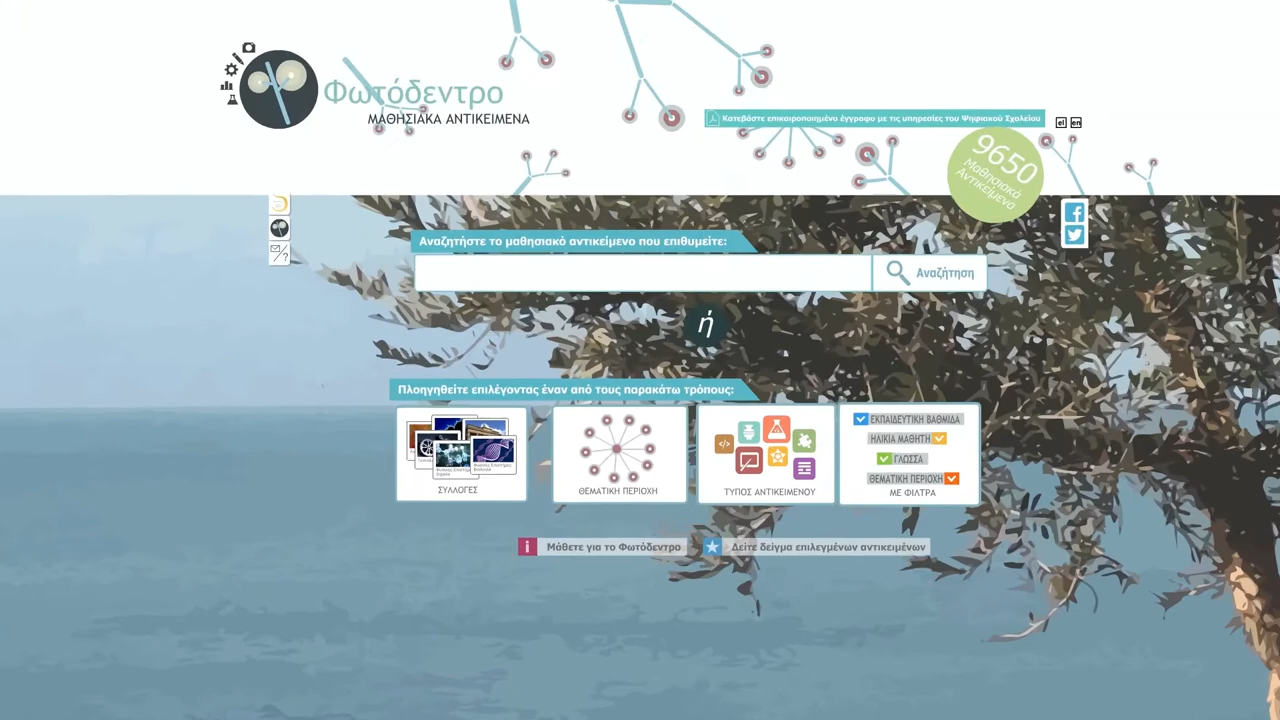 Φωτόδεντρο
ΜΑΘΗΣΙΑΚΑ ΑΝΤΙΚΕΙΜΕΝΑ
Κατεβάστε επικαιροποιημένο έγγραφο με τις υπηρεσίες του Ψηφιακού Σχολείου
el en
9650
Μαθησιακά
Αντικείμενα
Αναζητήστε το μαθησιακό αντικείμενο που επιθυμείτε:
Αναζήτηση
ή
Πλοηγηθείτε επιλέγοντας έναν από τους παρακάτω τρόπους:
ΣΥΛΛΟΓΕΣ
ΘΕΜΑΤΙΚΗ ΠΕΡΙΟΧΗ
ΤΥΠΟΣ ΑΝΤΙΚΕΙΜΕΝΟΥ
ΕΚΠΑΙΔΕΥΤΙΚΗ ΒΑΘΜΙΔΑ
ΗΛΙΚΙΑ ΜΑΘΗΤΗ
ΓΛΩΣΣΑ
ΘΕΜΑΤΙΚΗ ΠΕΡΙΟΧΗ
ΜΕ ΦΙΛΤΡΑ
Μάθετε για το Φωτόδεντρο
Δείτε δείγμα επιλεγμένων αντικειμένων